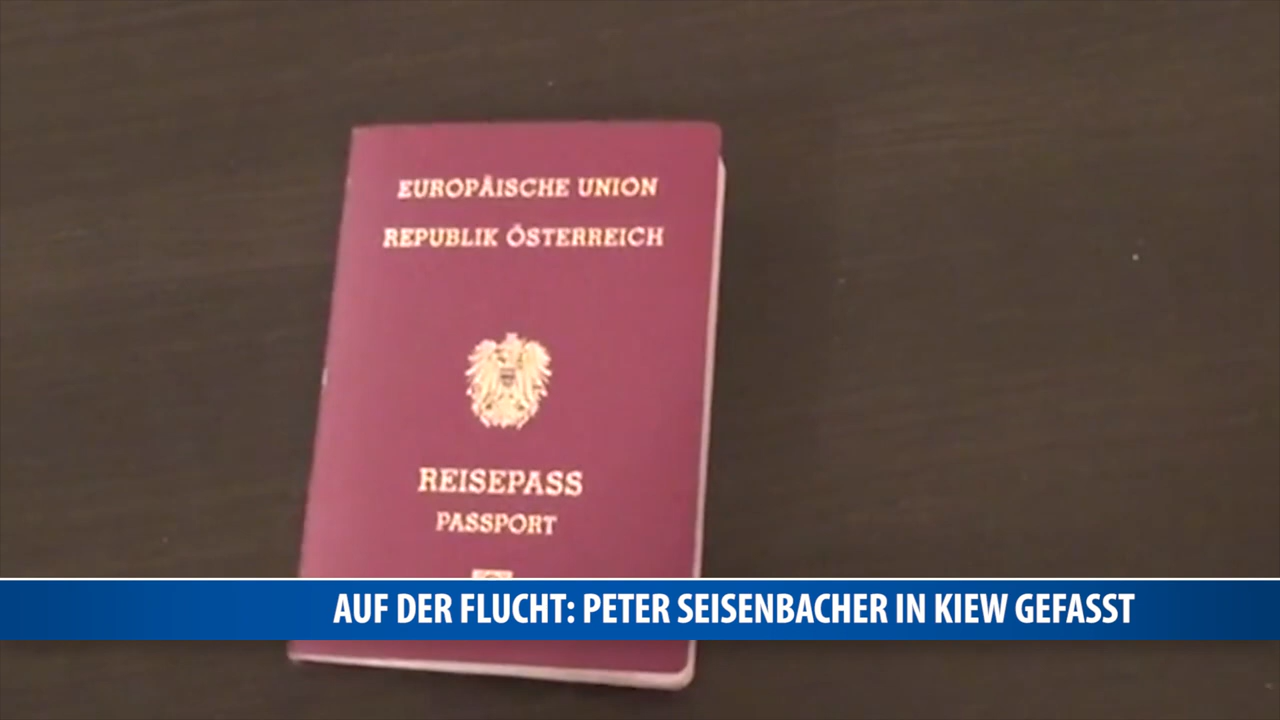 EUROPÄISCHE UNION
REPUBLIK ÖSTERREICH
REISEPASS
PASSPORT
AUF DER FLUCHT: PETER SEISENBACHER IN KIEW GEFASST